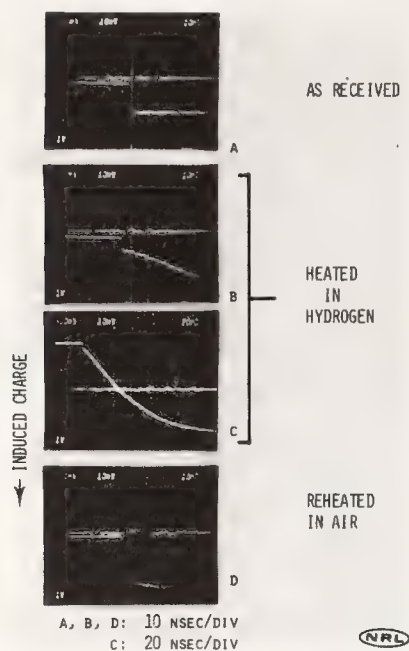 AS RECEIVED
A
HEATED
IN
HYDROGEN
B
← INDUCED CHARGE
C
REHEATED
IN AIR
D
A, B, D: 10 NSEC/DIV
C: 20 NSEC/DIV
NRL